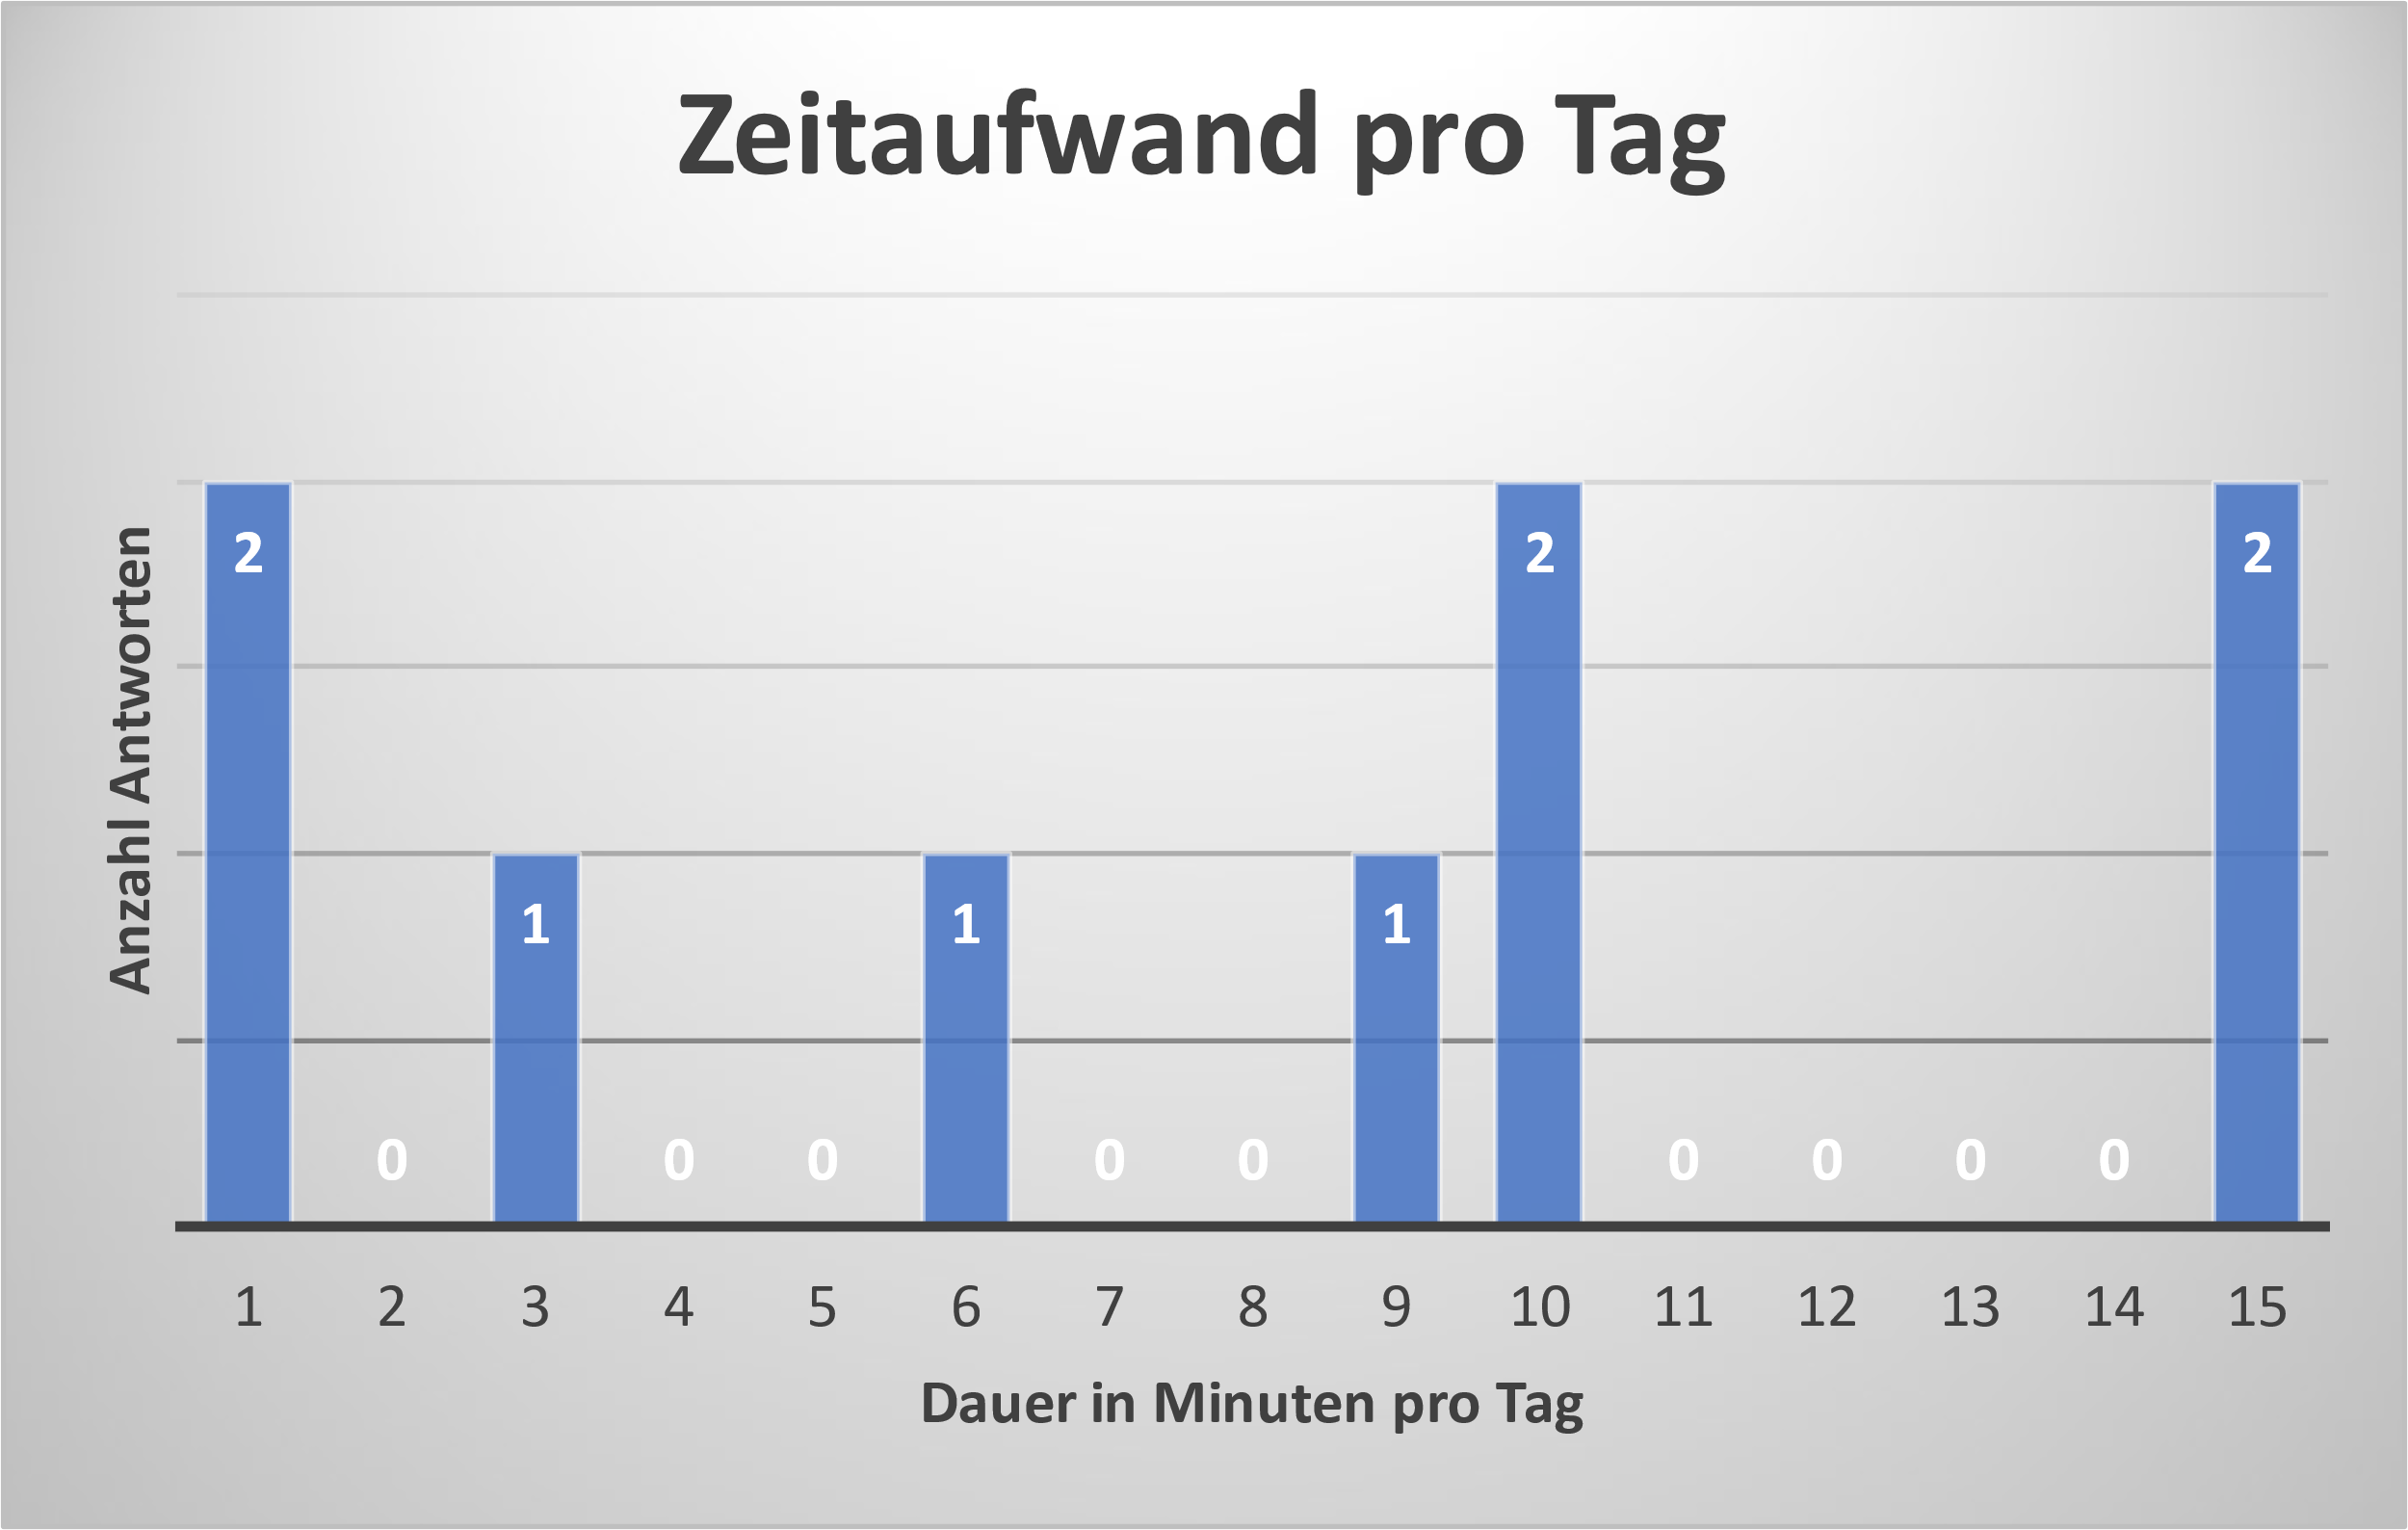 Zeitaufwand pro Tag
Anzahl Antworten
2 0 1 0 0 1 0 0 1 2 0 0 0 0 2
1 2 3 4 5 6 7 8 9 10 11 12 13 14 15
Dauer in Minuten pro Tag